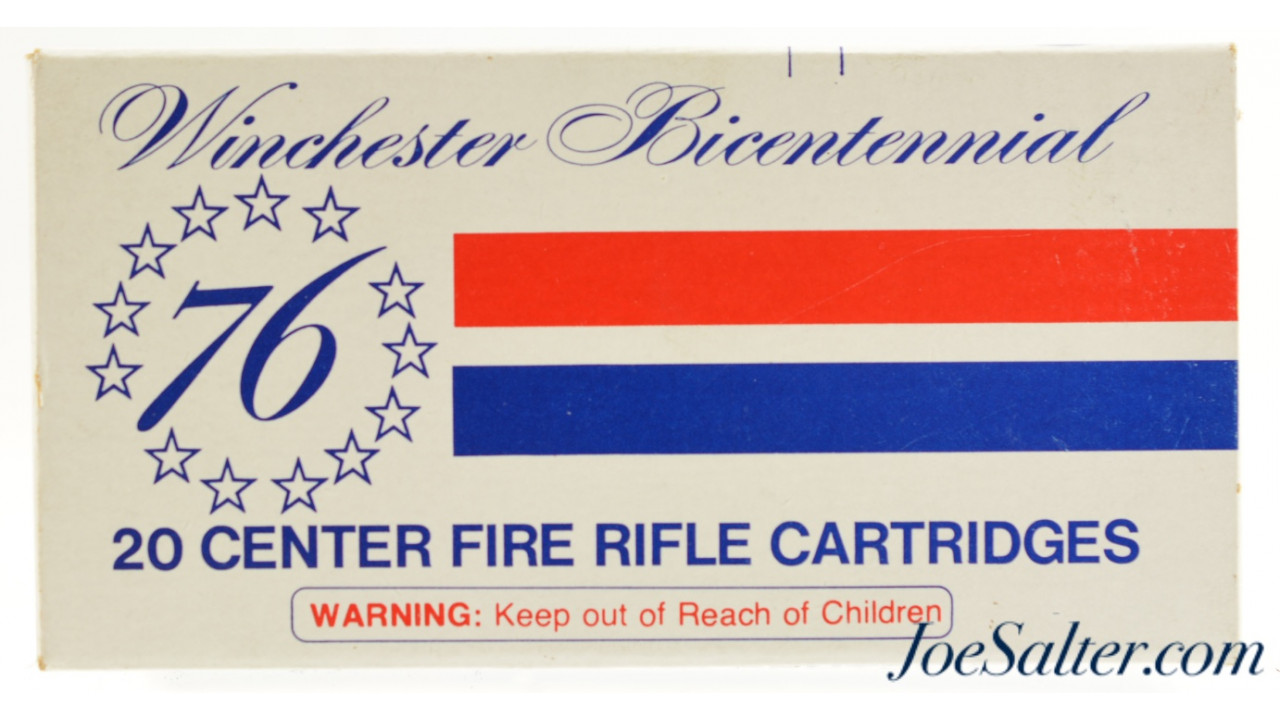 Winchester Bicentennial
76
20 CENTER FIRE RIFLE CARTRIDGES
WARNING: Keep out of Reach of Children
JoeSalter.com